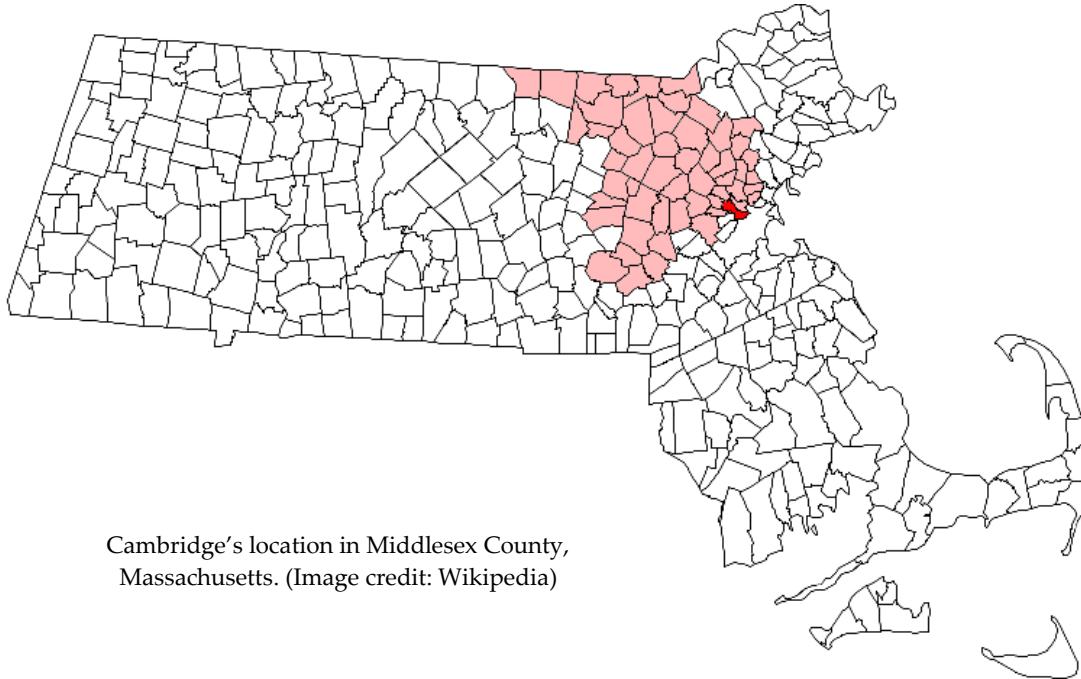 Cambridge’s location in Middlesex County,
Massachusetts. (Image credit: Wikipedia)